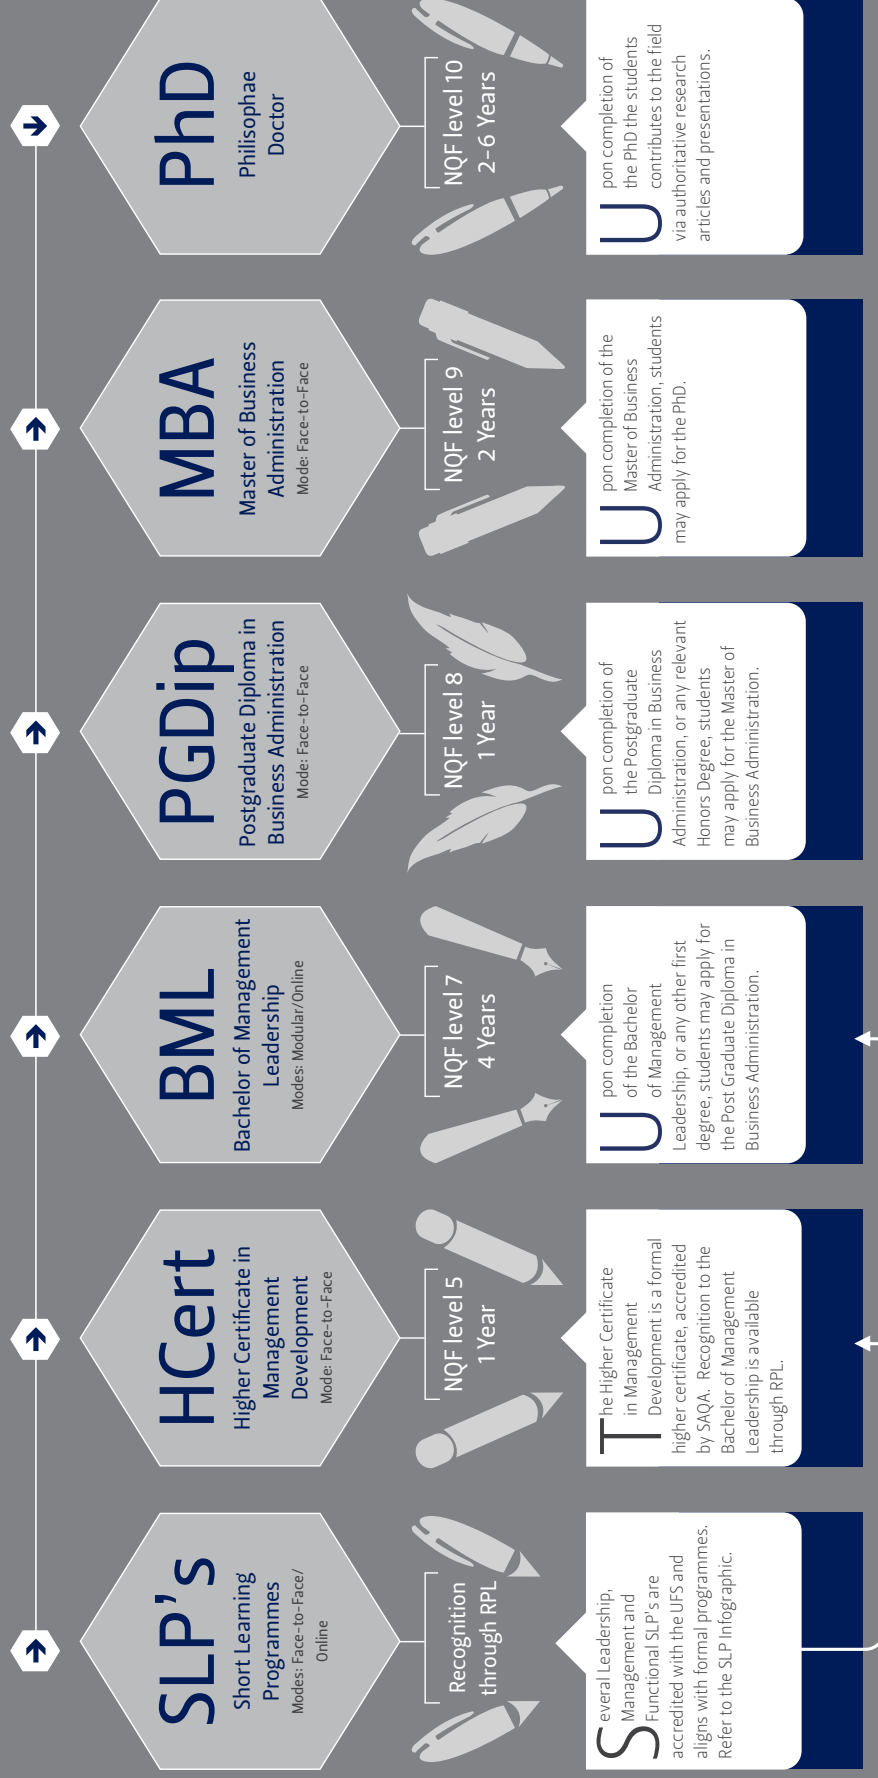 SLP's
Short Learning
Programmes
Modes: Face-to-Face/
Online
Recognition
through RPL
Several Leadership,
Management and
Functional SLP's are
accredited with the UFS and
aligns with formal programmes.
Refer to the SLP Infographic.
HCert
Higher Certificate in
Management
Development
Mode: Face-to-Face
NQF level 5
1 Year
The Higher Certificate
in Management
Development is a formal
higher certificate, accredited
by SAQA. Recognition to the
Bachelor of Management
Leadership is available
through RPL.
BML
Bachelor of Management
Leadership
Modes: Modular/Online
NQF level 7
4 Years
Upon completion
of the Bachelor
of Management
Leadership, or any other first
degree, students may apply for
the Post Graduate Diploma in
Business Administration.
PGDip
Postgraduate Diploma in
Business Administration
Mode: Face-to-Face
NQF level 8
1 Year
Upon completion of
the Postgraduate
Diploma in Business
Administration, or any relevant
Honors Degree, students
may apply for the Master of
Business Administration.
MBA
Master of Business
Administration
Mode: Face-to-Face
NQF level 9
2 Years
Upon completion of the
Master of Business
Administration, students
may apply for the PhD.
PhD
Philisophae
Doctor
NQF level 10
2-6 Years
Upon completion of
the PhD the students
contributes to the field
via authoritative research
articles and presentations.